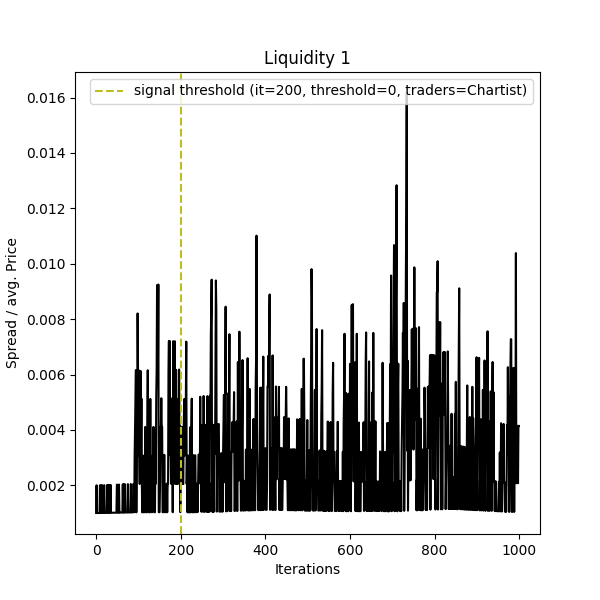 Liquidity 1
signal threshold (it=200, threshold=0, traders=Chartist)
Spread / avg. Price
0.016
0.014
0.012
0.010
0.008
0.006
0.004
0.002
0 200 400 600 800 1000
Iterations